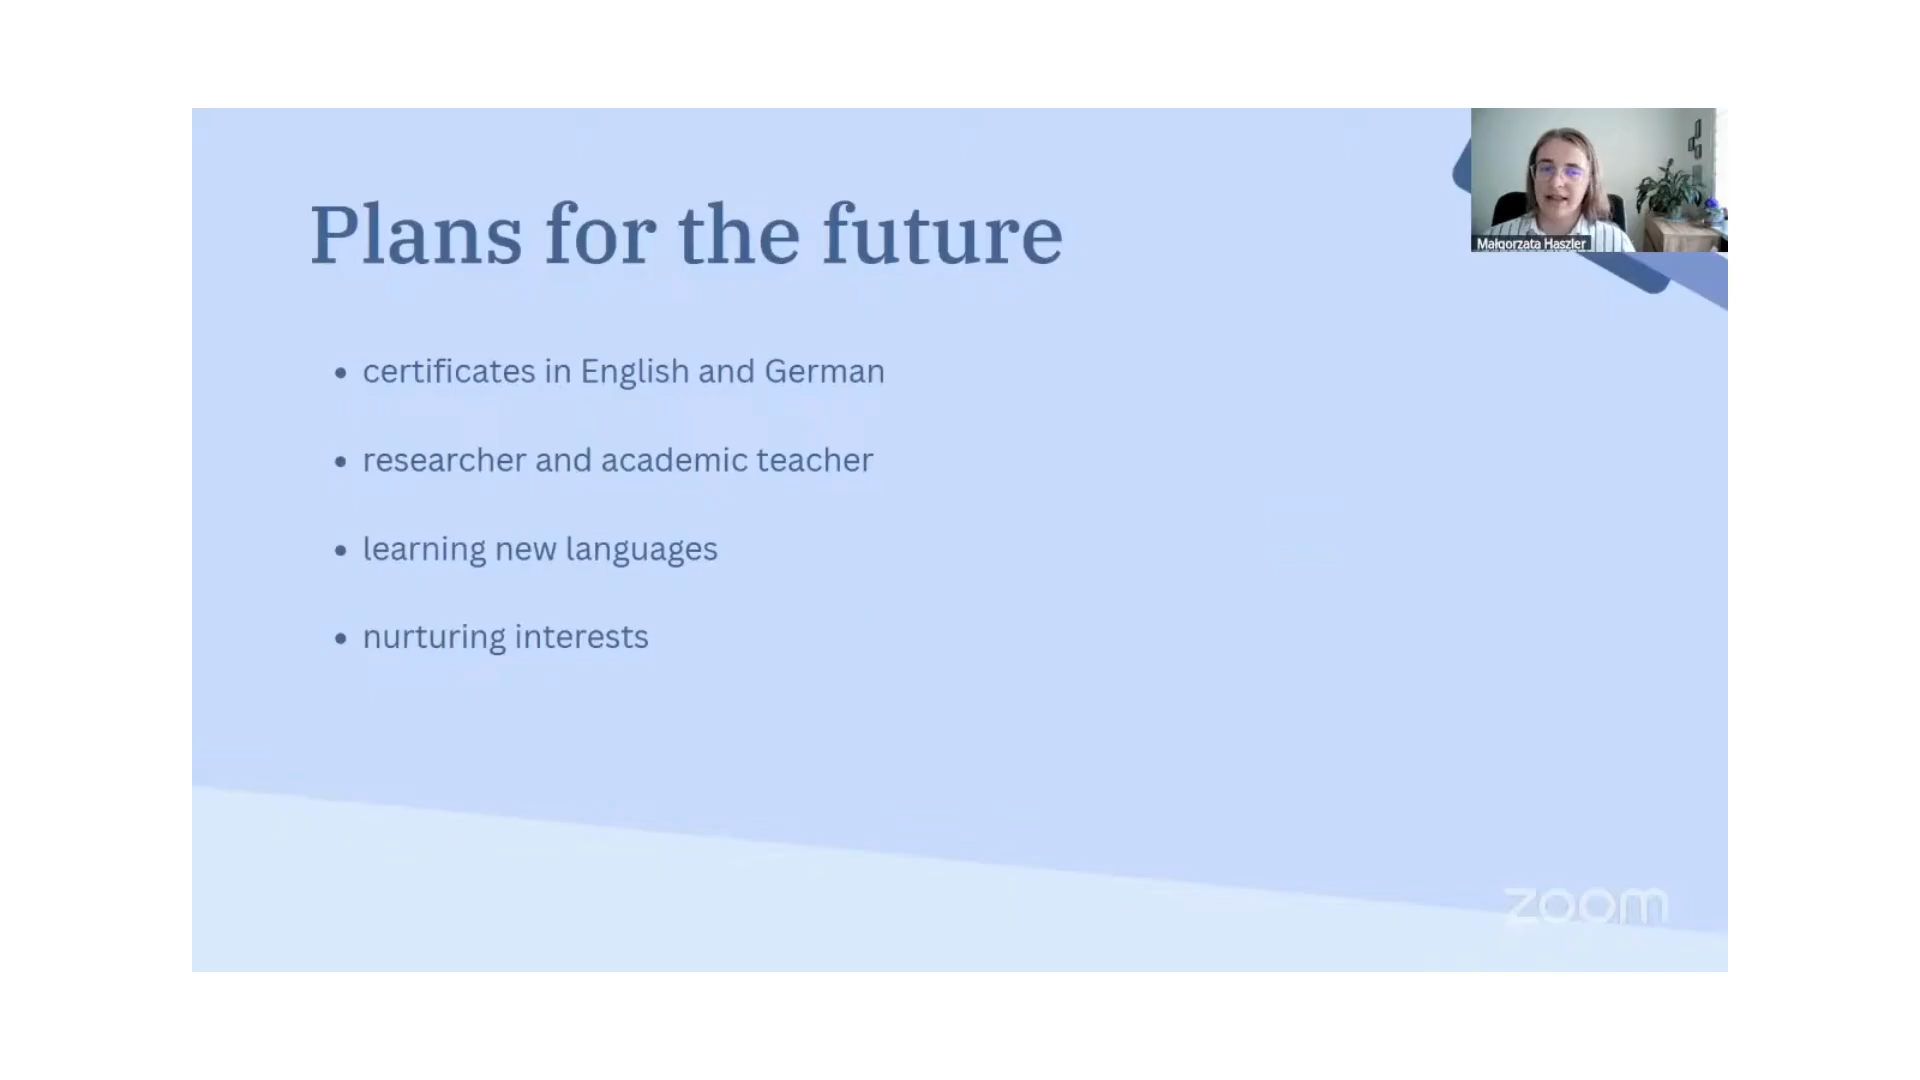 Plans for the future
Małgorzata Haszler
• certificates in English and German
• researcher and academic teacher
• learning new languages
• nurturing interests
zoom